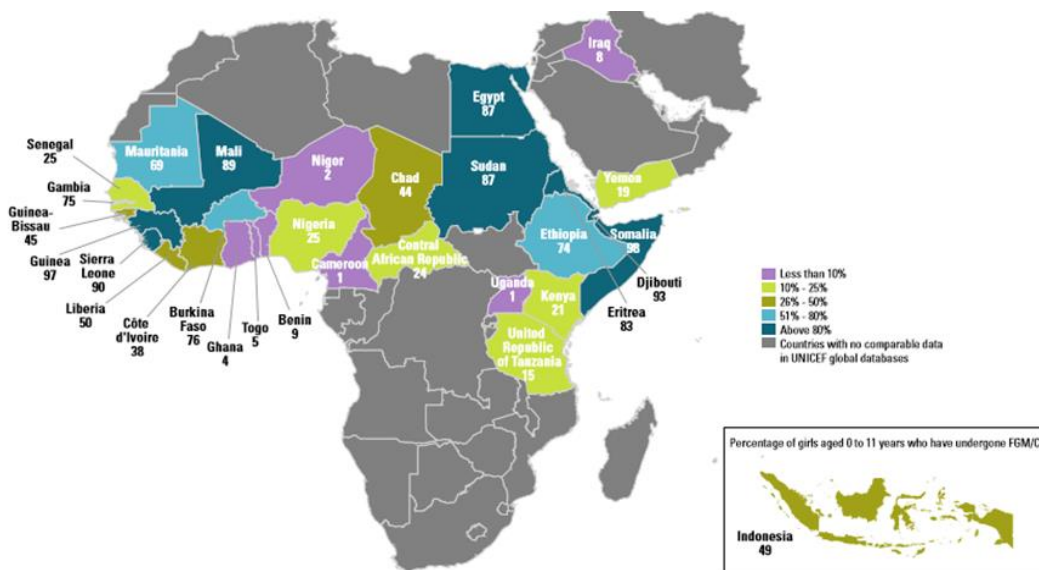 Iraq
8
Egypt
87
Senegal
25
Mauritania
69
Mali
89
Nigor
2
Chad
44
Sudan
87
Yemen
19
Gambia
75
Guinea-
Bissau
45
Nigeria
25
Central
African Republic
24
Ethiopia
74
Somalia
98
Guinea
97
Sierra
Leone
90
Cameroon
1
Uganda
1
Kenya
21
Djibouti
93
Liberia
50
Burkina
Faso
76
Togo
5
Benin
9
Eritrea
83
Côte
d'Ivoire
38
Ghana
4
United
Republic
of Tanzania
15
Less than 10%
10% - 25%
26% - 50%
51% - 80%
Above 80%
Countries with no comparable data
in UNICEF global databases
Percentage of girls aged 0 to 11 years who have undergone FGM/C
Indonesia
49